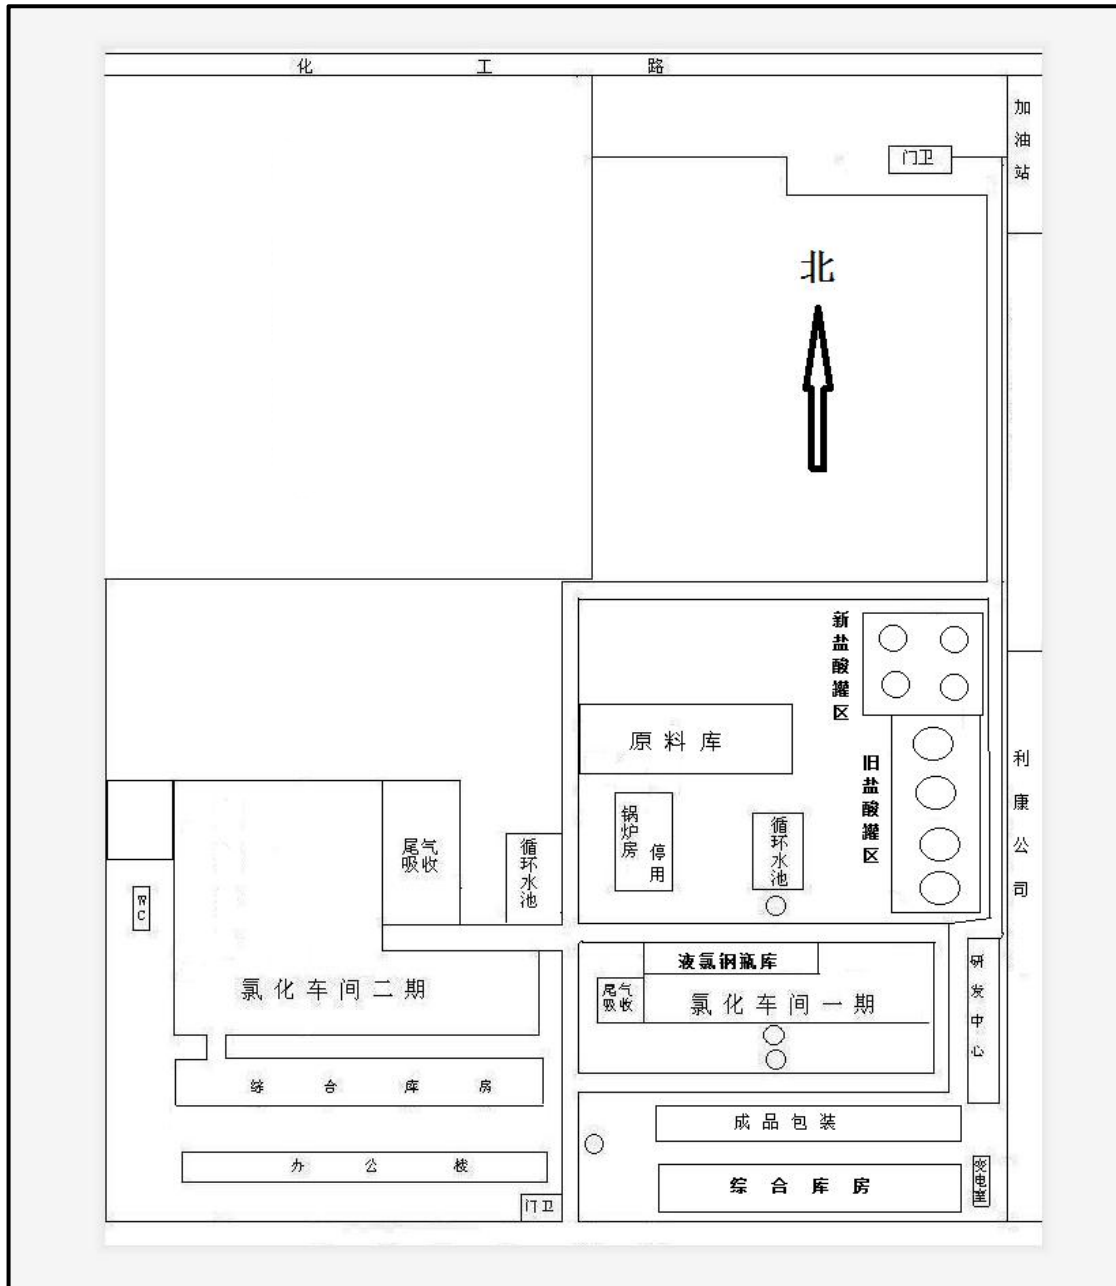 化工路
加油站
门卫
北
新盐酸罐区
原料库
旧盐酸罐区
利康公司
锅炉房
停用
循环水池
尾气
吸收
循环水池
WC
液氯钢瓶库
研发中心
氯化车间二期
尾气
吸收
氯化车间一期
综合库房
成品包装
办公楼
变电室
综合库房
门卫